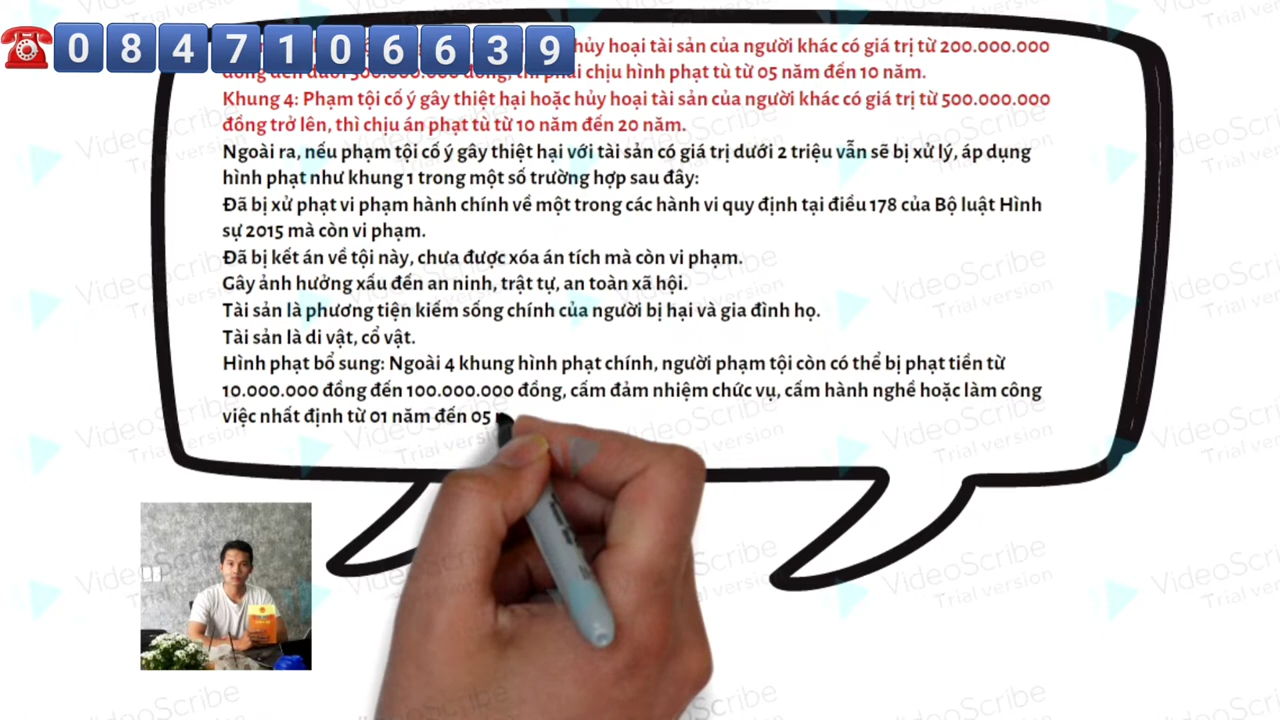 ☎️0847106639
hủy hoại tài sản của người khác có giá trị từ 200.000.000
đồng đến dưới 500.000.000 đồng, thì phải chịu hình phạt tù từ 05 năm đến 10 năm.
Khung 4: Phạm tội cố ý gây thiệt hại hoặc hủy hoại tài sản của người khác có giá trị từ 500.000.000
đồng trở lên, thì chịu án phạt tù từ 10 năm đến 20 năm.
Ngoài ra, nếu phạm tội cố ý gây thiệt hại với tài sản có giá trị dưới 2 triệu vẫn sẽ bị xử lý, áp dụng
hình phạt như khung 1 trong một số trường hợp sau đây:
Đã bị xử phạt vi phạm hành chính về một trong các hành vi quy định tại điều 178 của Bộ luật Hình
sự 2015 mà còn vi phạm.
Đã bị kết án về tội này, chưa được xóa án tích mà còn vi phạm.
Gây ảnh hưởng xấu đến an ninh, trật tự, an toàn xã hội.
Tài sản là phương tiện kiếm sống chính của người bị hại và gia đình họ.
Tài sản là di vật, cổ vật.
Hình phạt bổ sung: Ngoài 4 khung hình phạt chính, người phạm tội còn có thể bị phạt tiền từ
10.000.000 đồng đến 100.000.000 đồng, cấm đảm nhiệm chức vụ, cấm hành nghề hoặc làm công
việc nhất định từ 01 năm đến 05
VideoScribe
Trial version